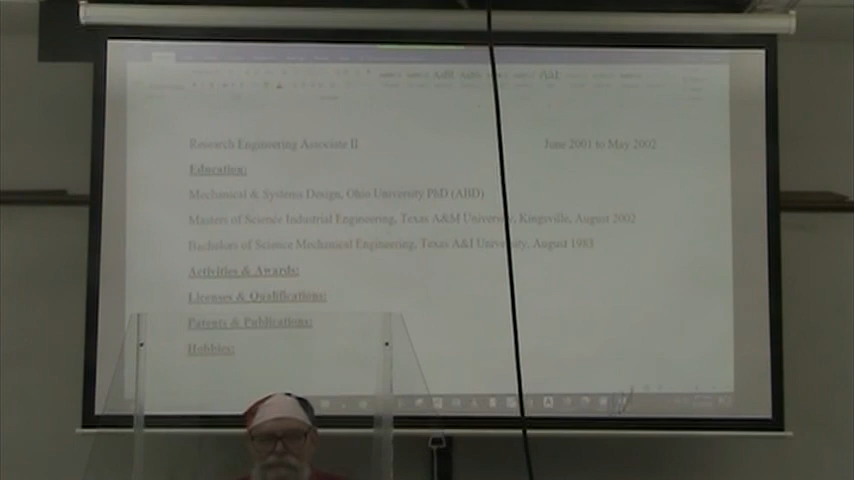 Research Engineering Associate II June 2001 to May 2002
Education:
Mechanical & Systems Design, Ohio University PhD (ABD)
Masters of Science Industrial Engineering, Texas A&M University, Kingsville, August 2002
Bachelors of Science Mechanical Engineering, Texas A&I University, August 1983
Activities & Awards:
Licenses & Qualifications:
Patents & Publications:
Hobbies: